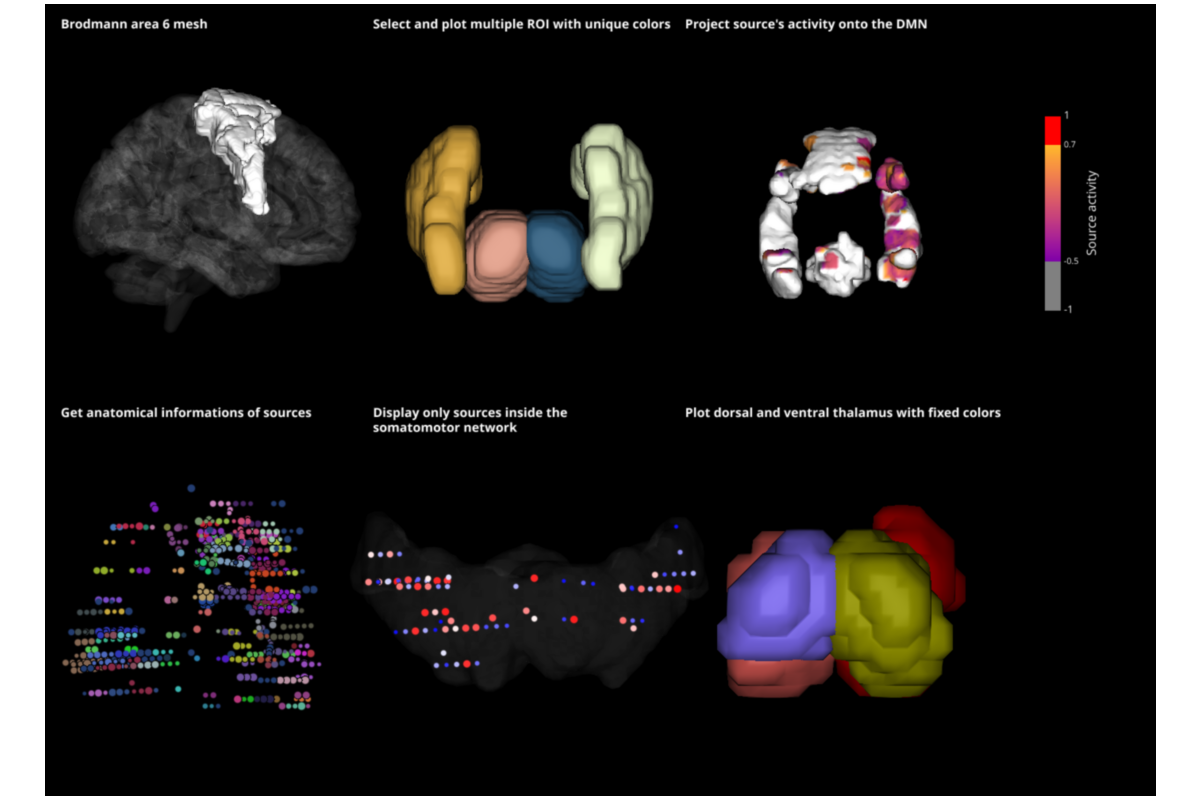 Brodmann area 6 mesh
Select and plot multiple ROI with unique colors
Project source's activity onto the DMN
1
0.7
Source activity
-0.5
-1
Get anatomical informations of sources
Display only sources inside the
somatomotor network
Plot dorsal and ventral thalamus with fixed colors